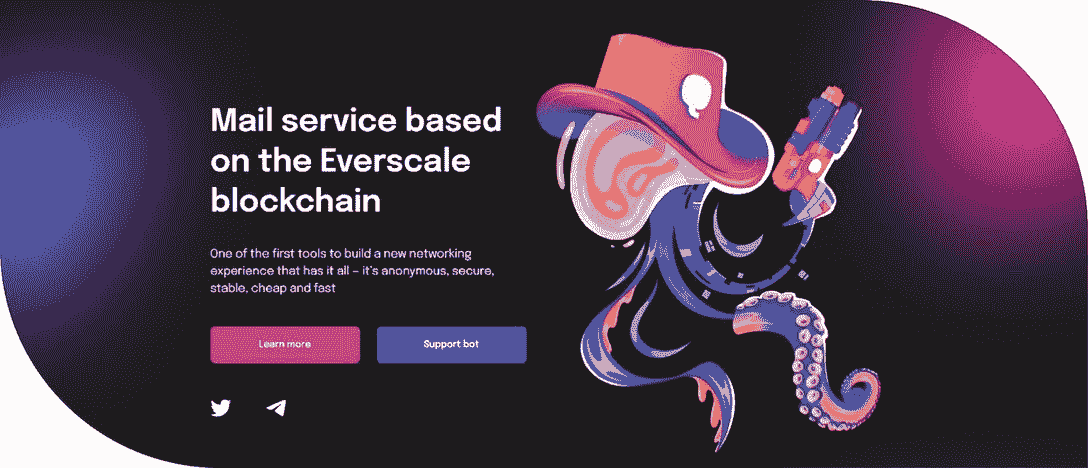 Mail service based
on the Everscale
blockchain
One of the first tools to build a new networking
experience that has it all – it's anonymous, secure,
stable, cheap and fast
Learn more
Support bot